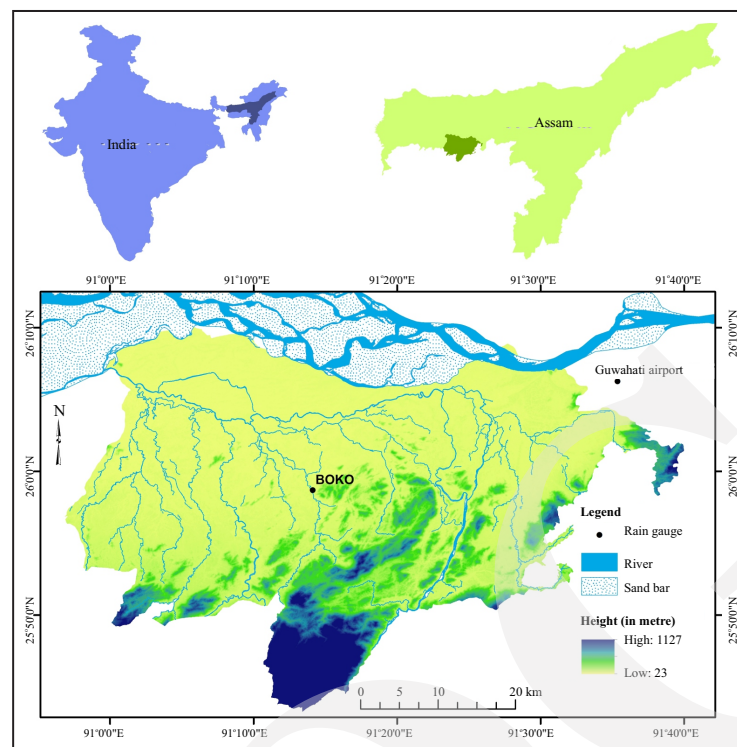 India
Assam
91°0'0"E 91°10'0"E 91°20'0"E 91°30'0"E 91°40'0"E
26°10'0"N
26°10'0"N
Guwahati airport
N
BOKO
26°0'0"N
26°0'0"N
Legend
Rain gauge
River
Sand bar
25°50'0"N
25°50'0"N
Height (in metre)
High: 1127
Low: 23
0 5 10 20 km
91°0'0"E 91°10'0"E 91°20'0"E 91°30'0"E 91°40'0"E